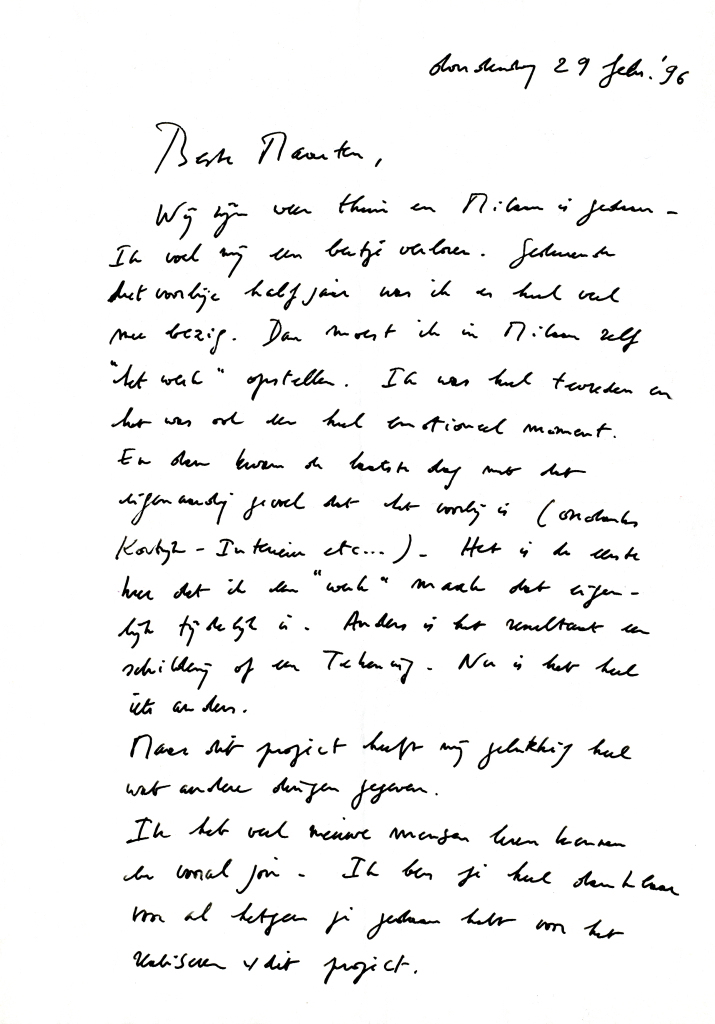 donderdag 29 febr. '96
Beste Maarten,
Wij zijn weer thuis en Milaan is gedaan -
Ik voel mij een beetje verloren. Gedurende
het voorbije half jaar was ik er heel veel
mee bezig. Dan moest ik in Milaan zelf
"het werk" opstellen. Ik was heel tevreden en
het was ook een heel emotioneel moment.
En dan kwam de laatste dag met dat
eigenaardig gevoel dat het voorbij is (ondanks
Kortrijk - Interieur etc...). Het is de eerste
keer dat ik een "werk" maak dat eigen-
lijk tijdelijk is. Anders is het resultaat een
schilderij of een Tekening. Nu is het heel
iets anders.
Maar dit project heeft mij gelukkig heel
wat andere dingen gegeven.
Ik heb veel nieuwe mensen leren kennen
en vooral jou - Ik ben je heel dankbaar
voor al hetgeen je gedaan hebt voor het
realiseren v dit project.